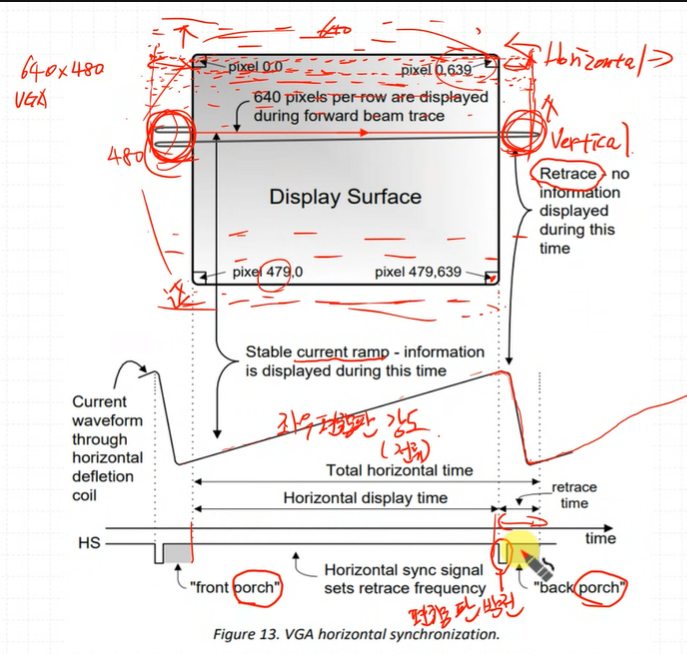 640
640x480
VGA
pixel 0,0
pixel 0,639
Horizontal
640 pixels per row are displayed
during forward beam trace
480
Vertical
Retrace - no
information
displayed
during this
time
Display Surface
pixel 479,0
pixel 479,639
Stable current ramp - information
is displayed during this time
Current
waveform
through
horizontal
defletion
coil
좌우 편향판 강도
(전류)
Total horizontal time
Horizontal display time
retrace
time
time
HS
"front porch"
Horizontal sync signal
sets retrace frequency
"back porch"
편향판 방전
Figure 13. VGA horizontal synchronization.